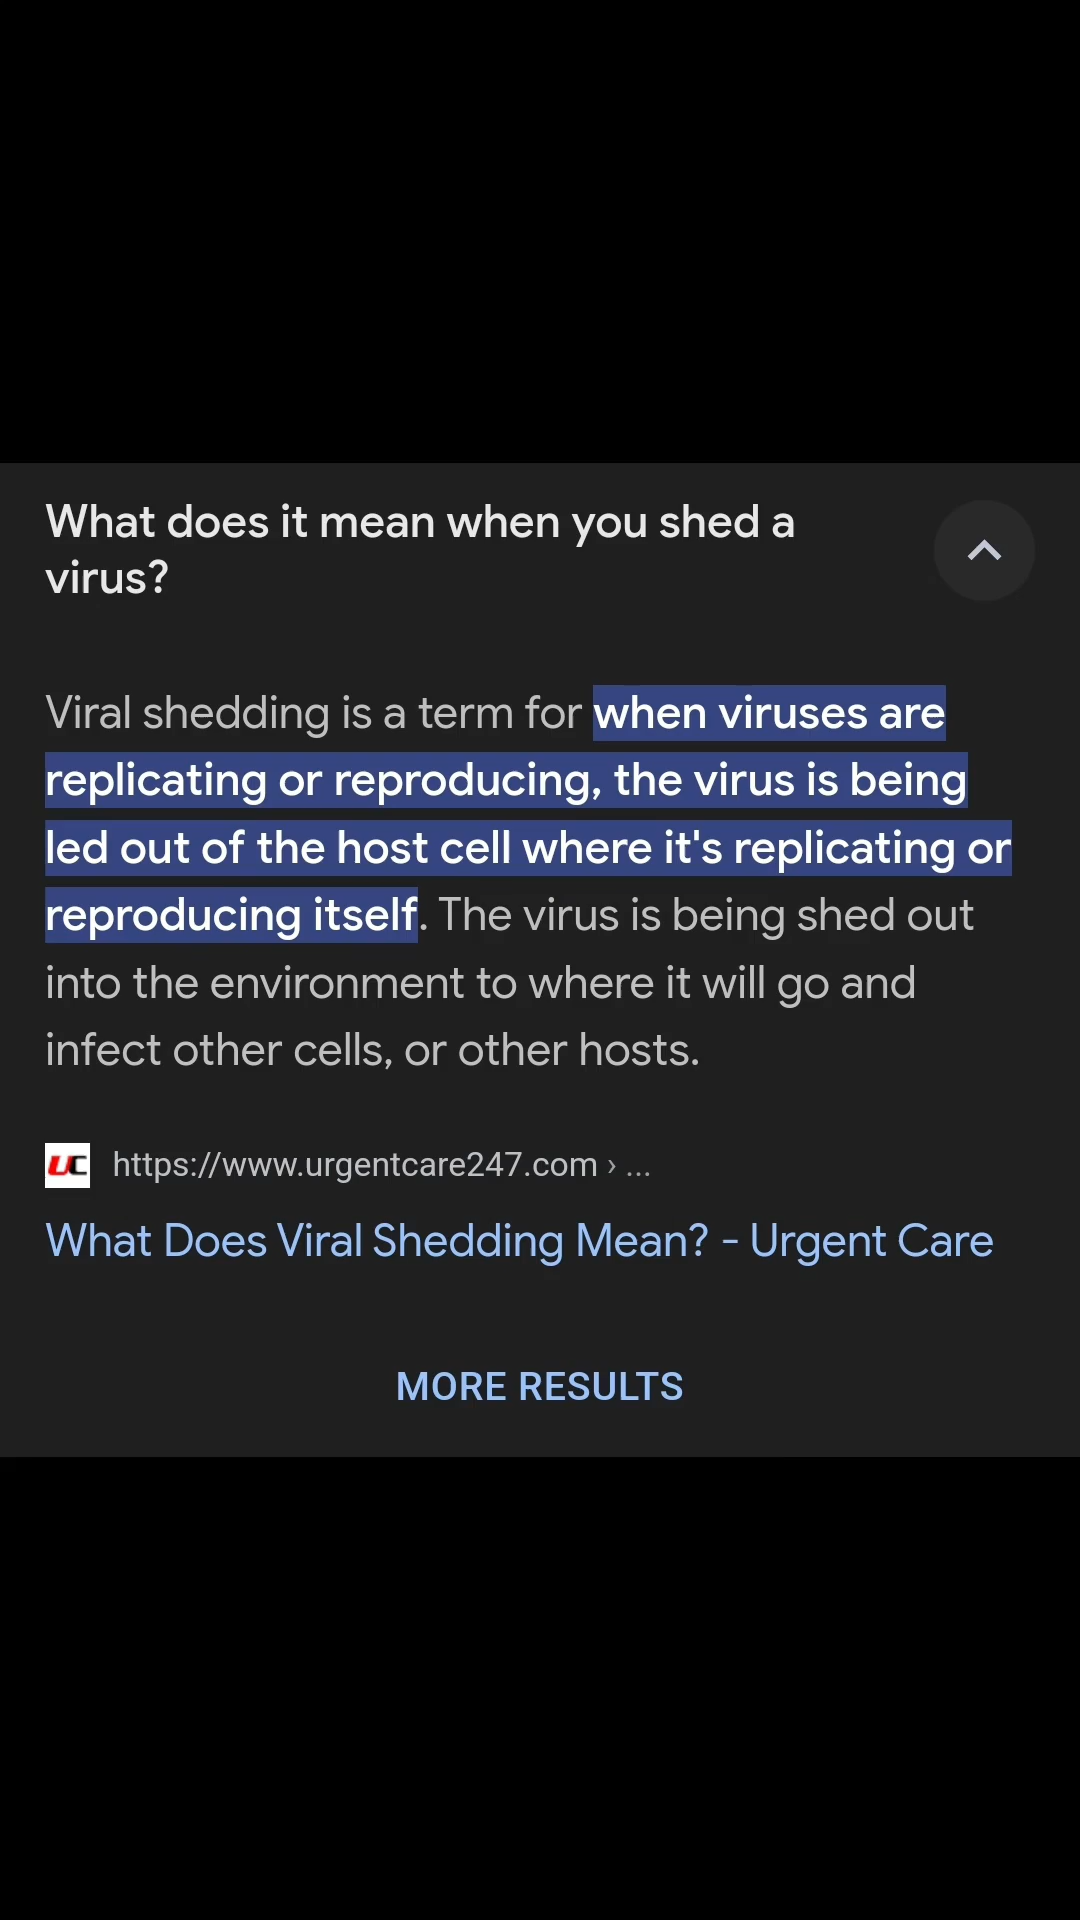 What does it mean when you shed a
virus?
Viral shedding is a term for when viruses are
replicating or reproducing, the virus is being
led out of the host cell where it's replicating or
reproducing itself. The virus is being shed out
into the environment to where it will go and
infect other cells, or other hosts.
UC https://www.urgentcare247.com › ...
What Does Viral Shedding Mean? - Urgent Care
MORE RESULTS